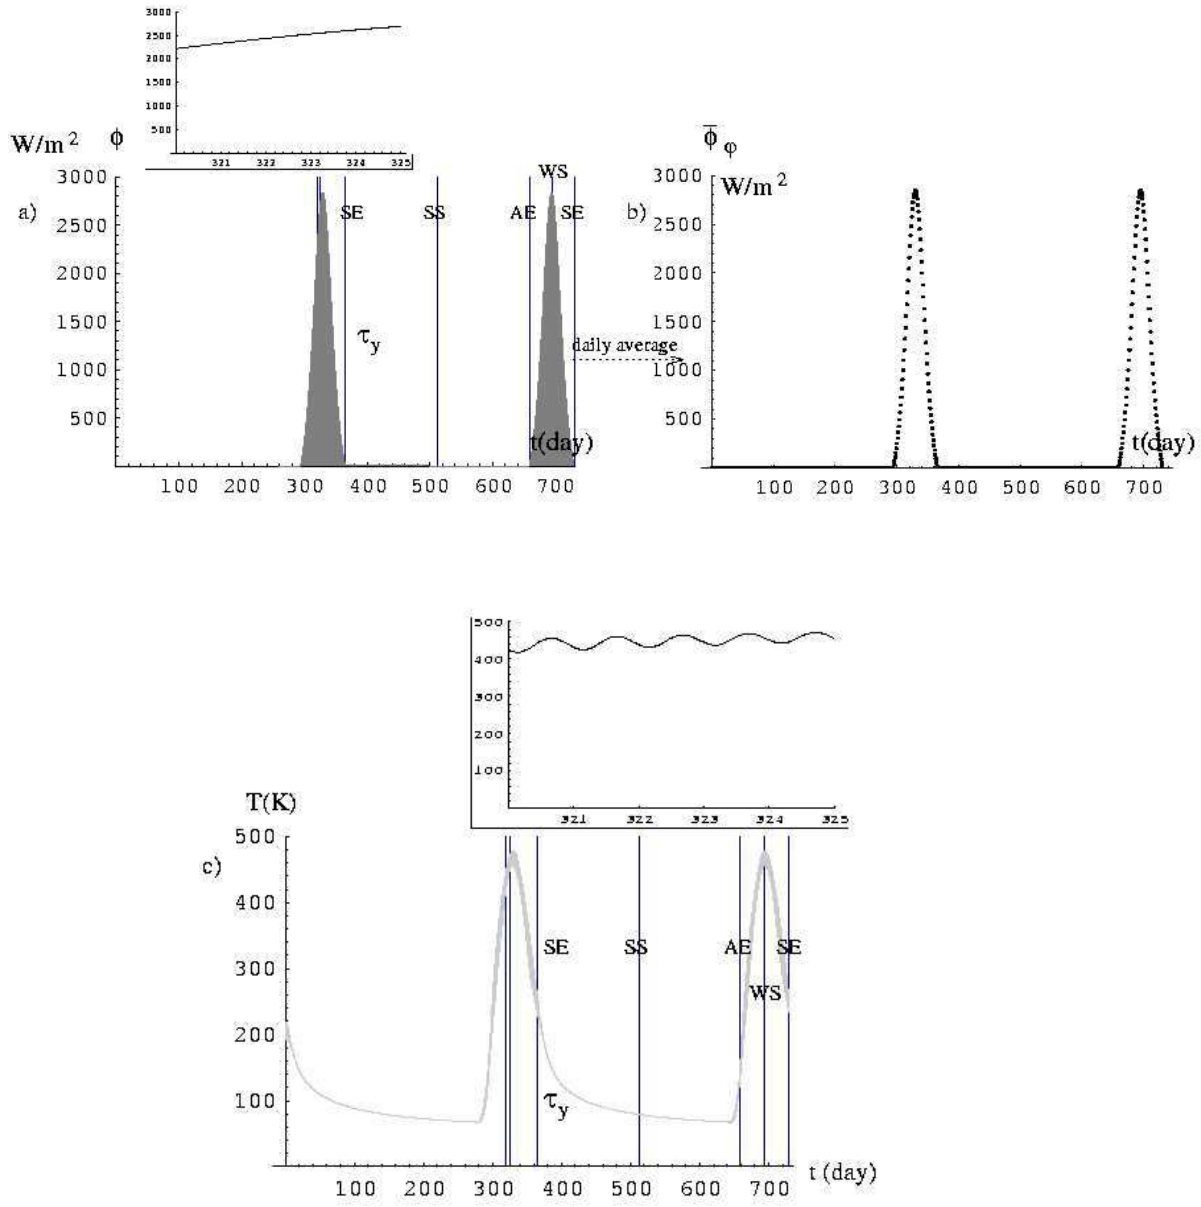 3000
2500
2000
1500
1000
500
321 322 323 324 325
W/m² ϕ
a)
3000
2500
2000
1500
1000
500
WS
SE SS AE SE
τy
daily average
t(day)
100 200 300 400 500 600 700
ϕ̄φ
W/m²
b)
3000
2500
2000
1500
1000
500
t(day)
100 200 300 400 500 600 700
500
400
300
200
100
321 322 323 324 325
T(K)
c)
500
400
300
200
100
SE SS AE SE
WS
τy
t (day)
100 200 300 400 500 600 700